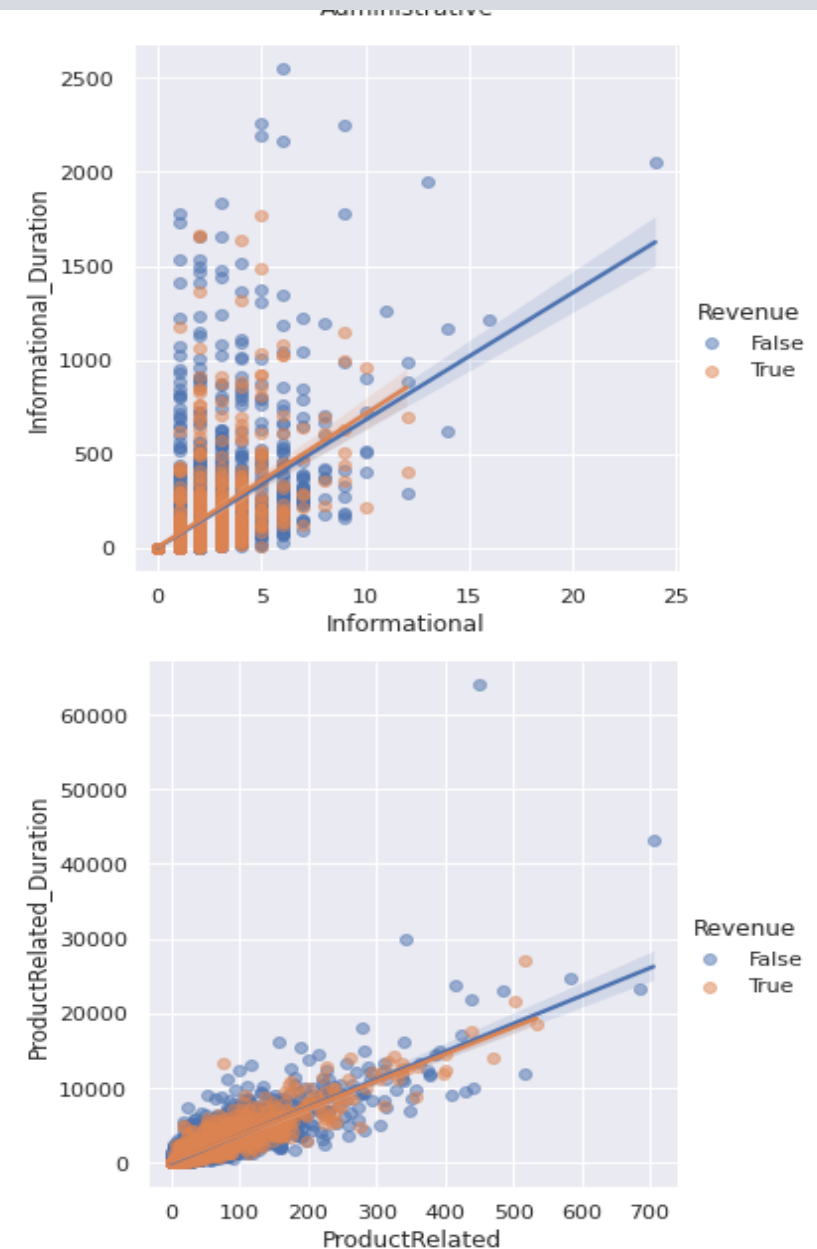 Administrative
2500
2000
1500
1000
500
0
Informational_Duration
0 5 10 15 20 25
Informational
Revenue
False
True
60000
50000
40000
30000
20000
10000
0
ProductRelated_Duration
0 100 200 300 400 500 600 700
ProductRelated
Revenue
False
True